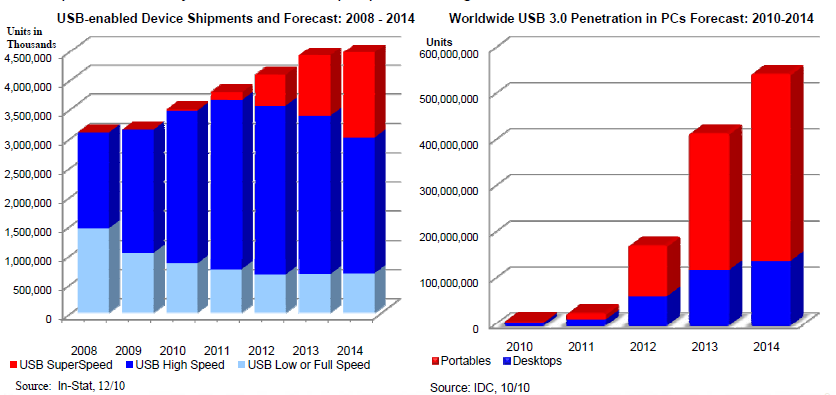 USB-enabled Device Shipments and Forecast: 2008 - 2014
Units in
Thousands
4,500,000
4,000,000
3,500,000
3,000,000
2,500,000
2,000,000
1,500,000
1,000,000
500,000
0
2008 2009 2010 2011 2012 2013 2014
USB SuperSpeed USB High Speed USB Low or Full Speed
Source: In-Stat, 12/10
Worldwide USB 3.0 Penetration in PCs Forecast: 2010-2014
Units
600,000,000
500,000,000
400,000,000
300,000,000
200,000,000
100,000,000
0
2010 2011 2012 2013 2014
Portables Desktops
Source: IDC, 10/10